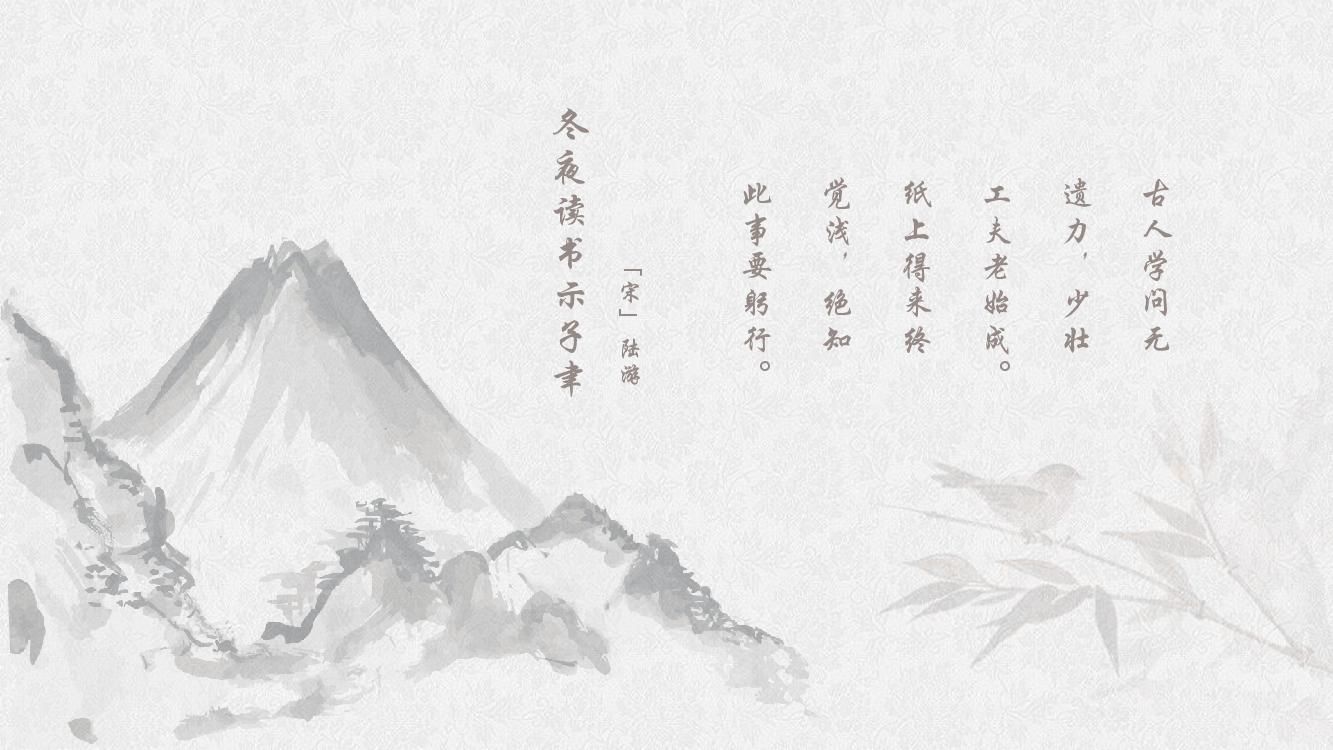 冬夜读书示子聿
「宋」陆游
古人学问无
遗力，少壮
工夫老始成。
纸上得来终
觉浅，绝知
此事要躬行。